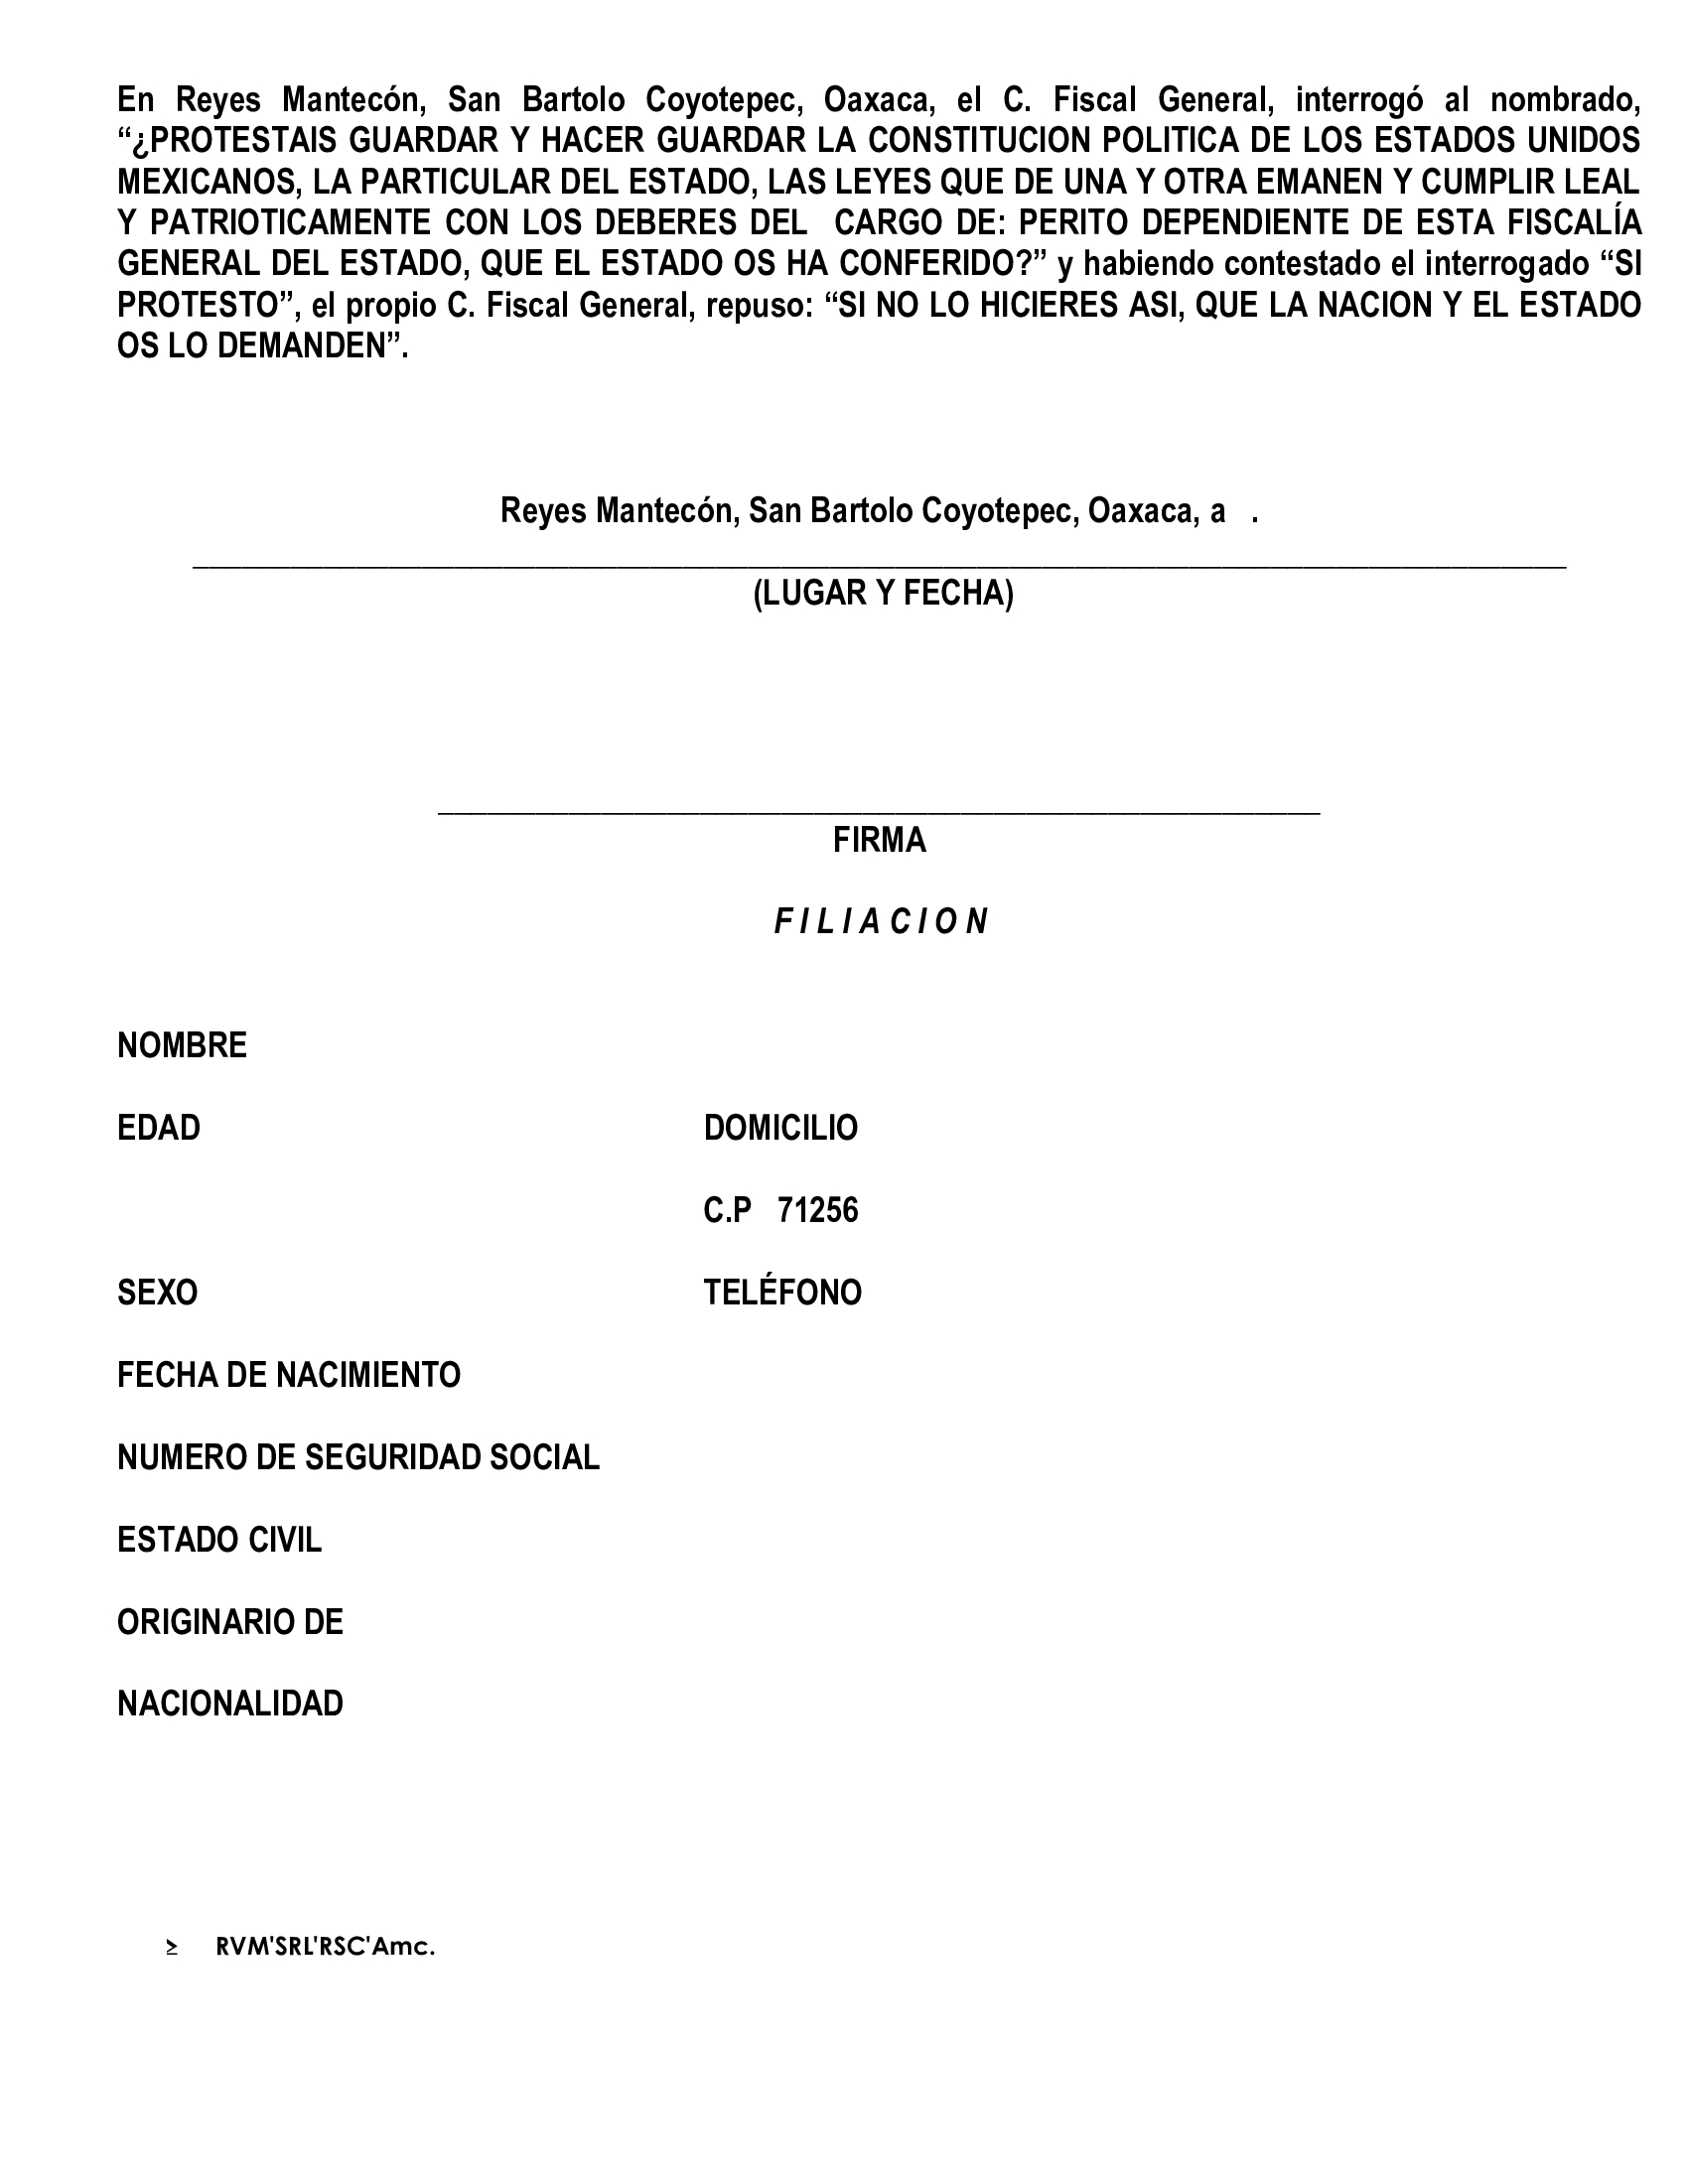 En Reyes Mantecón, San Bartolo Coyotepec, Oaxaca, el C. Fiscal General, interrogó al nombrado,
“¿PROTESTAIS GUARDAR Y HACER GUARDAR LA CONSTITUCION POLITICA DE LOS ESTADOS UNIDOS
MEXICANOS, LA PARTICULAR DEL ESTADO, LAS LEYES QUE DE UNA Y OTRA EMANEN Y CUMPLIR LEAL
Y PATRIOTICAMENTE CON LOS DEBERES DEL CARGO DE: PERITO DEPENDIENTE DE ESTA FISCALÍA
GENERAL DEL ESTADO, QUE EL ESTADO OS HA CONFERIDO?” y habiendo contestado el interrogado “SI
PROTESTO”, el propio C. Fiscal General, repuso: “SI NO LO HICIERES ASI, QUE LA NACION Y EL ESTADO
OS LO DEMANDEN”.
Reyes Mantecón, San Bartolo Coyotepec, Oaxaca, a .
(LUGAR Y FECHA)
FIRMA
F I L I A C I O N
NOMBRE
EDAD DOMICILIO
C.P 71256
SEXO TELÉFONO
FECHA DE NACIMIENTO
NUMERO DE SEGURIDAD SOCIAL
ESTADO CIVIL
ORIGINARIO DE
NACIONALIDAD
≥ RVM'SRL'RSC'Amc.